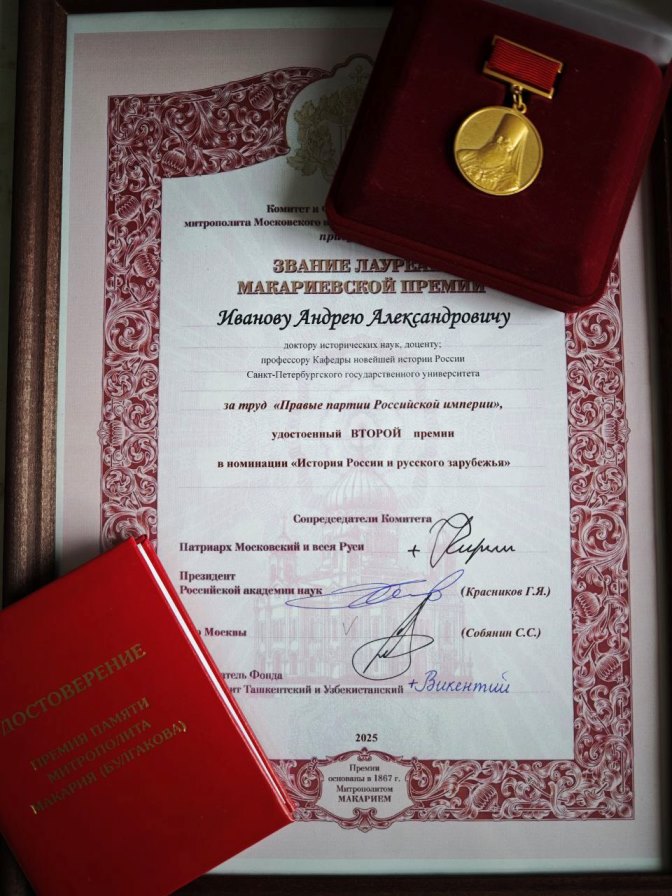 Комитет и
митрополита Московского
ЗВАНИЕ
МАКАРИЕВСКОЙ ПРЕМИИ
Иванову Андрею Александровичу
доктору исторических наук, доценту;
профессору Кафедры новейшей истории России
Санкт-Петербургского государственного университета
за труд «Правые партии Российской империи»,
удостоенный ВТОРОЙ премии
в номинации «История России и русского зарубежья»
Сопредседатели Комитета
Патриарх Московский и всея Руси + Кирилл
Президент
Российской академии наук (Красников Г.Я.)
Москвы (Собянин С.С.)
Фонда
Ташкентский и Узбекистанский +Викентий
2025
Премии
основаны в 1867 г.
Митрополитом
МАКАРИЕМ
УДОСТОВЕРЕНИЕ
ПРЕМИЯ ПАМЯТИ
МИТРОПОЛИТА
МАКАРИЯ (БУЛГАКОВА)